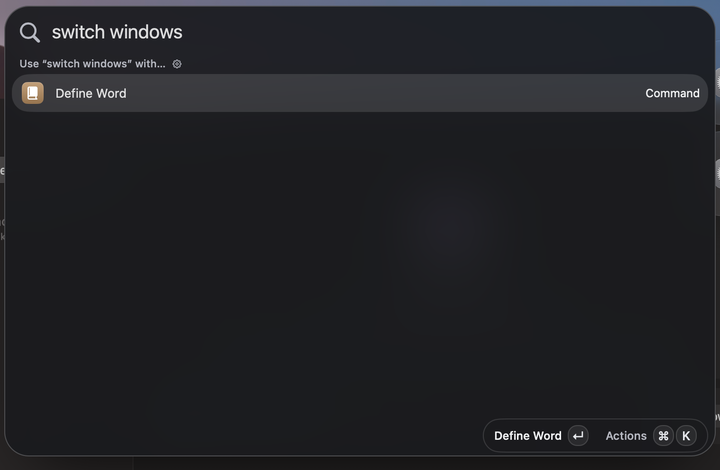 switch windows
Use “switch windows” with...
Define Word Command
Define Word ↵ Actions ⌘ K